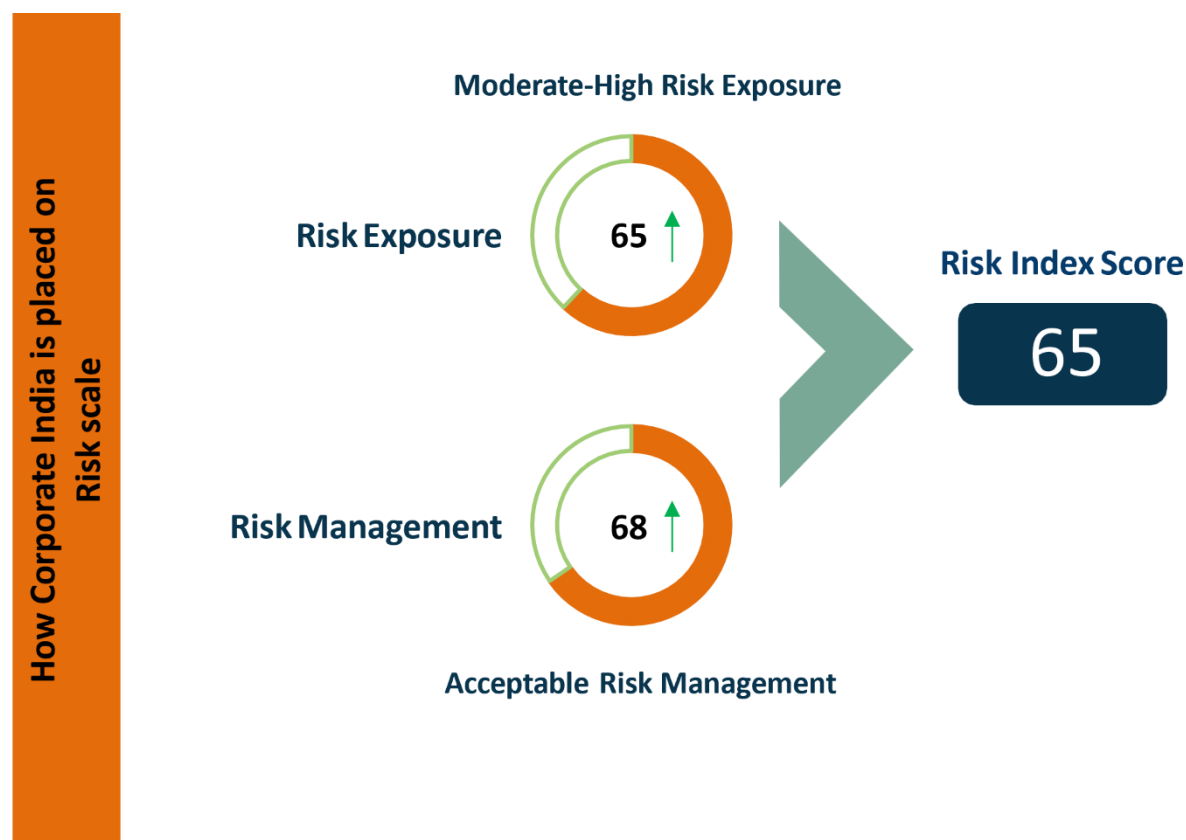 How Corporate India is placed on
Risk scale
Moderate-High Risk Exposure
Risk Exposure
65
Risk Management
68
Acceptable Risk Management
Risk Index Score
65